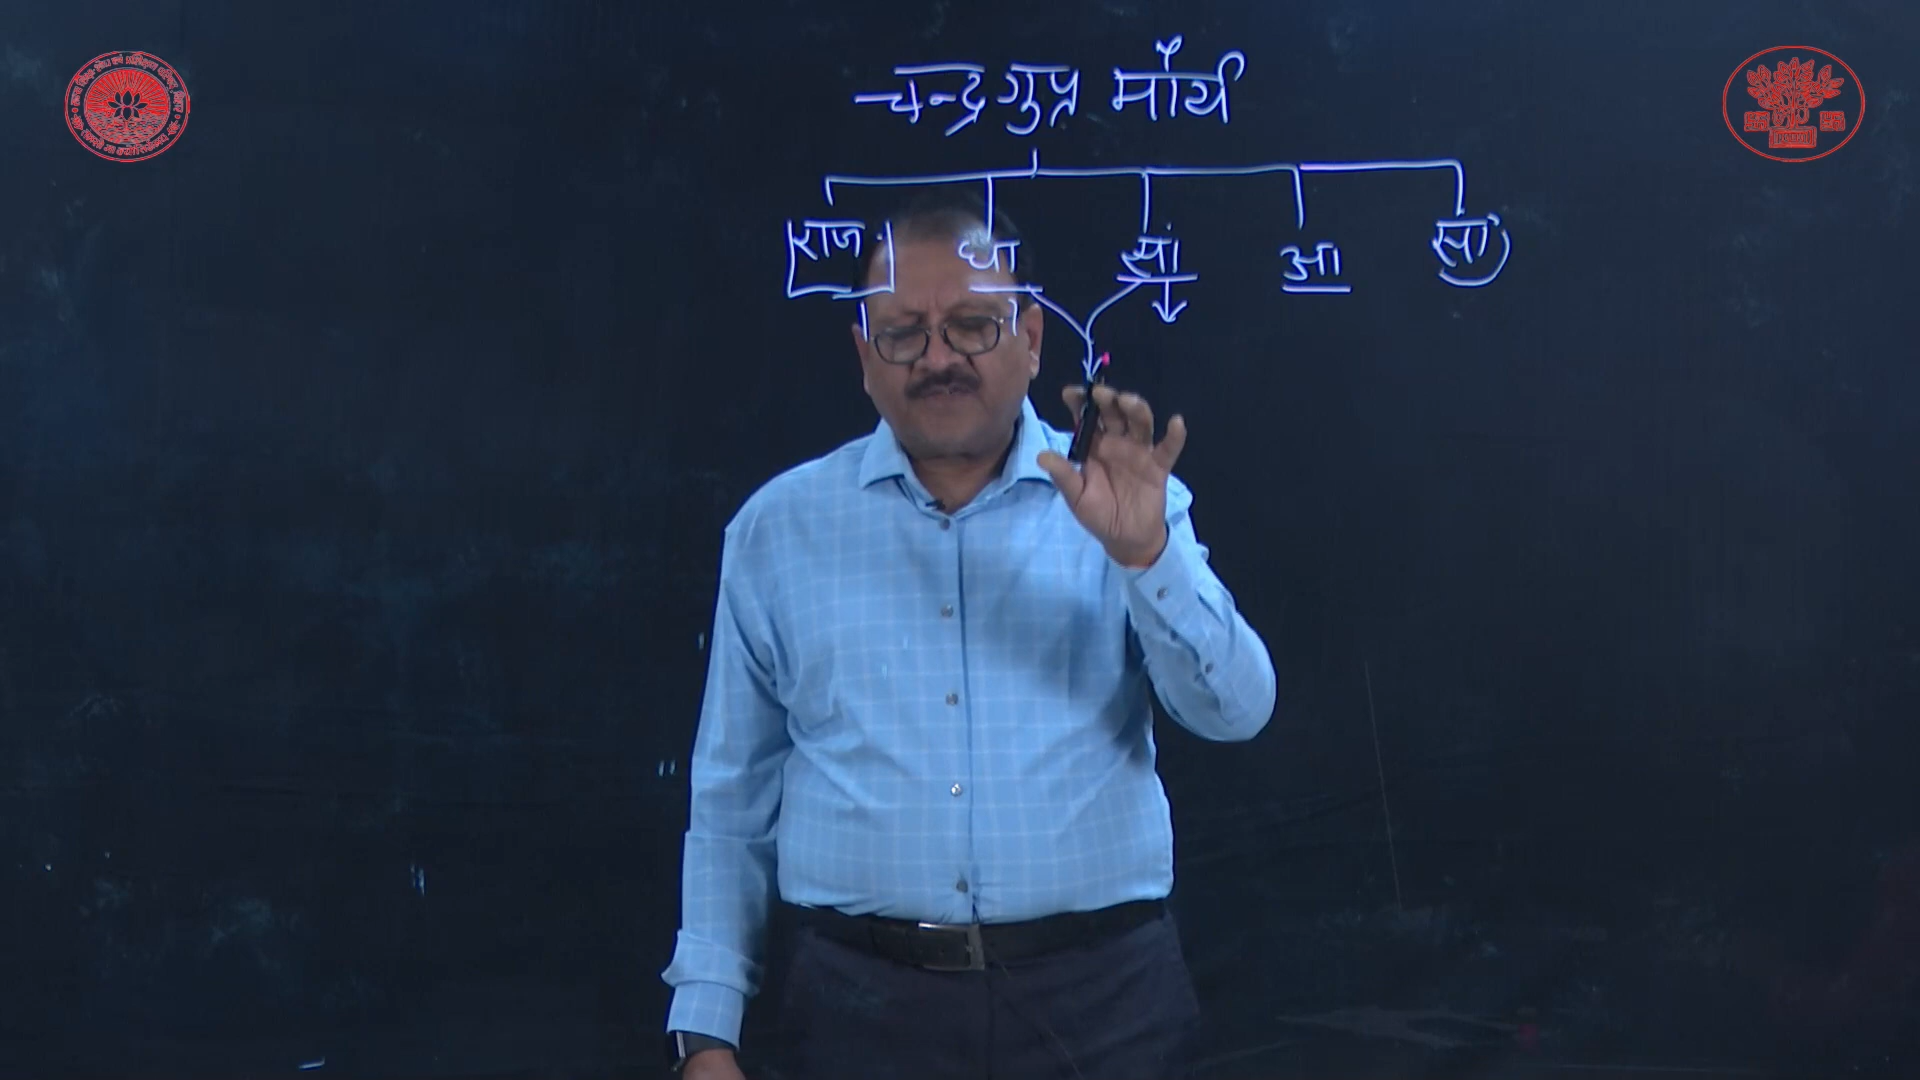 चन्द्रगुप्त मौर्य
राज धा सा आ सां